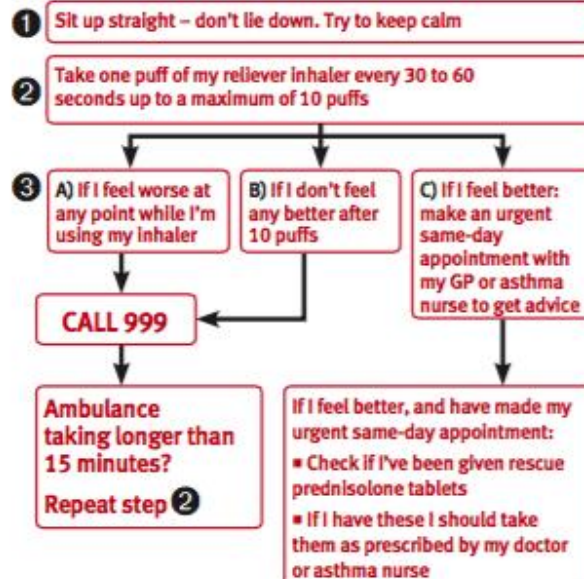 ❶ Sit up straight – don't lie down. Try to keep calm
❷ Take one puff of my reliever inhaler every 30 to 60
seconds up to a maximum of 10 puffs
❸ A) If I feel worse at
any point while I'm
using my inhaler
B) If I don't feel
any better after
10 puffs
C) If I feel better:
make an urgent
same-day
appointment with
my GP or asthma
nurse to get advice
CALL 999
Ambulance
taking longer than
15 minutes?
Repeat step ❷
If I feel better, and have made my
urgent same-day appointment:
▪ Check if I've been given rescue
prednisolone tablets
▪ If I have these I should take
them as prescribed by my doctor
or asthma nurse